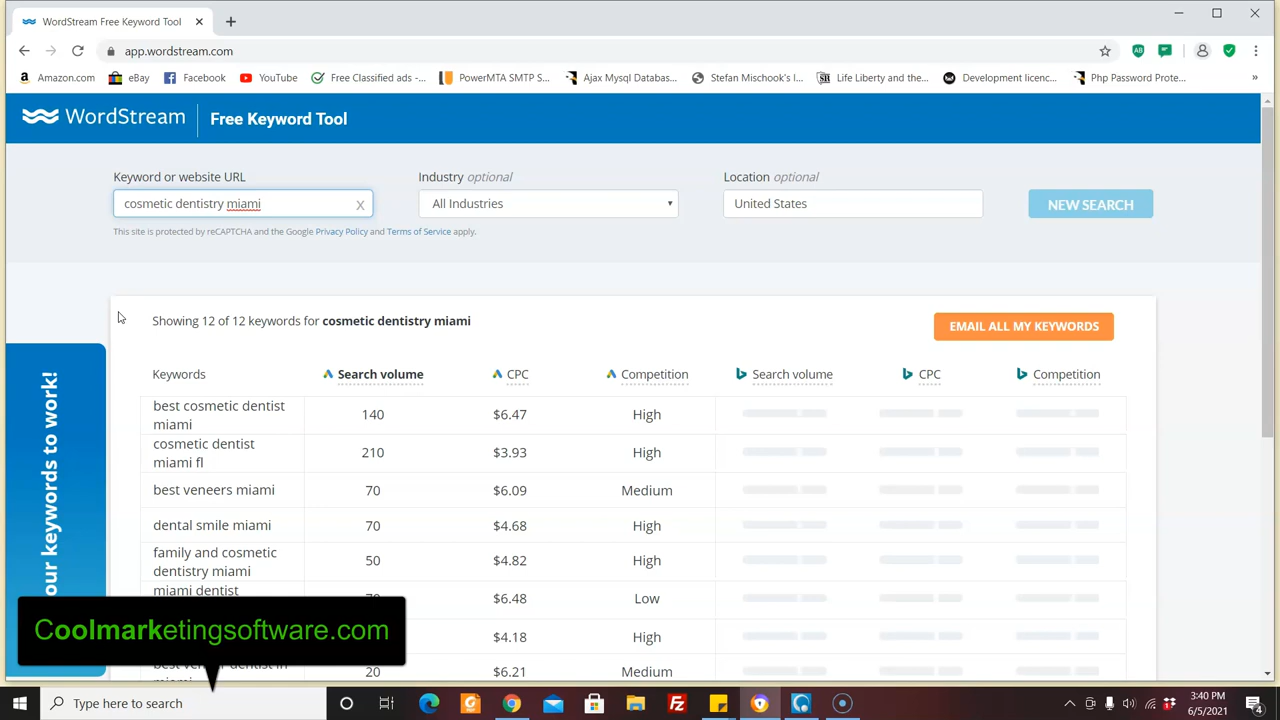 WordStream Free Keyword Tool
app.wordstream.com
Amazon.com eBay Facebook YouTube Free Classified ads -... PowerMTA SMTP S... Ajax Mysql Databas... Stefan Mischook's I... Life Liberty and the... Development licenc... Php Password Prote... »
WordStream Free Keyword Tool
Keyword or website URL Industry optional Location optional
cosmetic dentistry miami X All Industries United States NEW SEARCH
This site is protected by reCAPTCHA and the Google Privacy Policy and Terms of Service apply.
Showing 12 of 12 keywords for cosmetic dentistry miami EMAIL ALL MY KEYWORDS
Keywords Search volume CPC Competition Search volume CPC Competition
best cosmetic dentist
miami 140 $6.47 High
cosmetic dentist
miami fl 210 $3.93 High
best veneers miami 70 $6.09 Medium
dental smile miami 70 $4.68 High
family and cosmetic
dentistry miami 50 $4.82 High
miami dentist
$6.48 Low
$4.18 High
20 $6.21 Medium
our keywords to work!
Coolmarketingsoftware.com
Type here to search
3:40 PM
6/5/2021
4